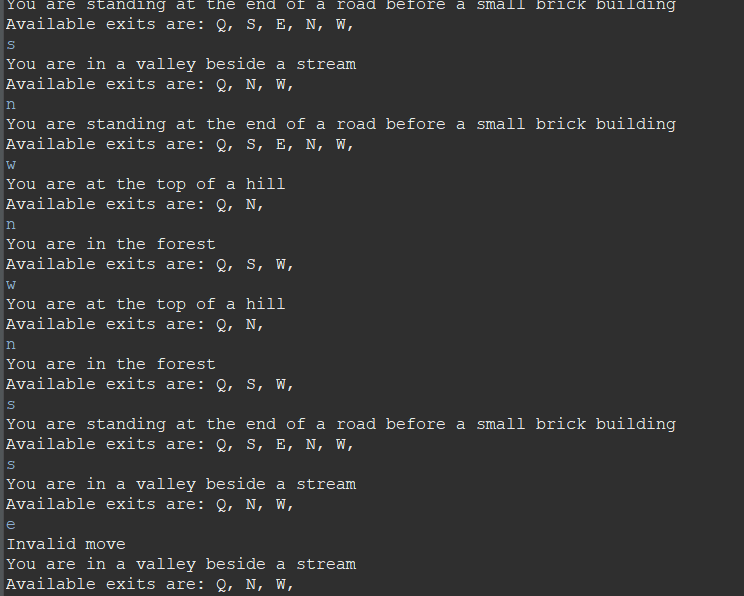 You are standing at the end of a road before a small brick building
Available exits are: Q, S, E, N, W,
s
You are in a valley beside a stream
Available exits are: Q, N, W,
n
You are standing at the end of a road before a small brick building
Available exits are: Q, S, E, N, W,
w
You are at the top of a hill
Available exits are: Q, N,
n
You are in the forest
Available exits are: Q, S, W,
w
You are at the top of a hill
Available exits are: Q, N,
n
You are in the forest
Available exits are: Q, S, W,
s
You are standing at the end of a road before a small brick building
Available exits are: Q, S, E, N, W,
s
You are in a valley beside a stream
Available exits are: Q, N, W,
e
Invalid move
You are in a valley beside a stream
Available exits are: Q, N, W,